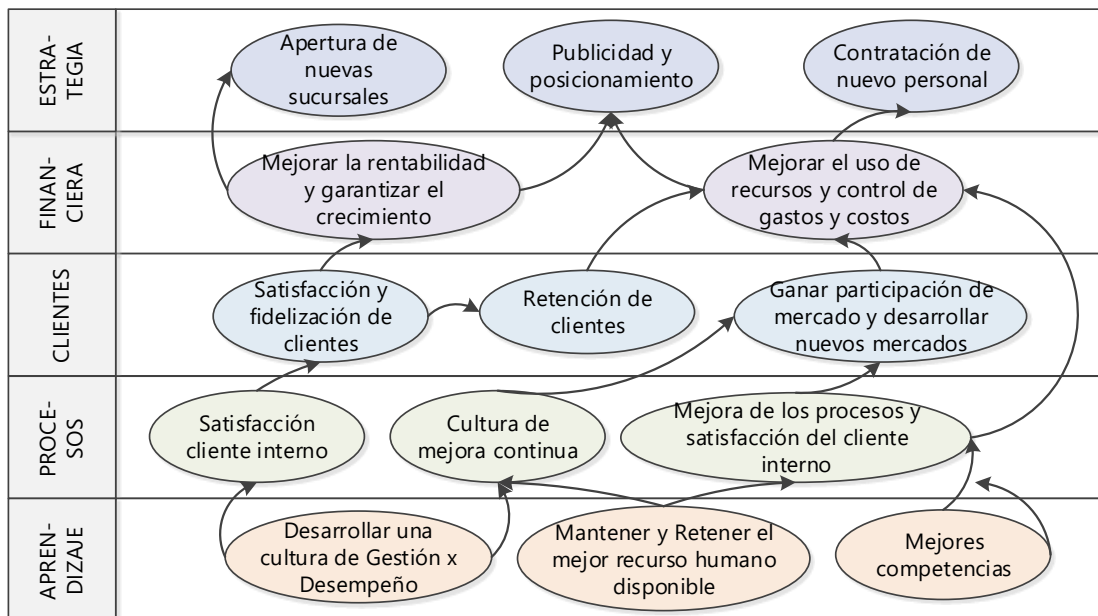 ESTRA-
TEGIA
Apertura de
nuevas
sucursales
Publicidad y
posicionamiento
Contratación de
nuevo personal
FINAN-
CIERA
Mejorar la rentabilidad
y garantizar el
crecimiento
Mejorar el uso de
recursos y control de
gastos y costos
CLIENTES
Satisfacción y
fidelización de
clientes
Retención de
clientes
Ganar participación de
mercado y desarrollar
nuevos mercados
PROCE-
SOS
Satisfacción
cliente interno
Cultura de
mejora continua
Mejora de los procesos y
satisfacción del cliente
interno
APREN-
DIZAJE
Desarrollar una
cultura de Gestión x
Desempeño
Mantener y Retener el
mejor recurso humano
disponible
Mejores
competencias